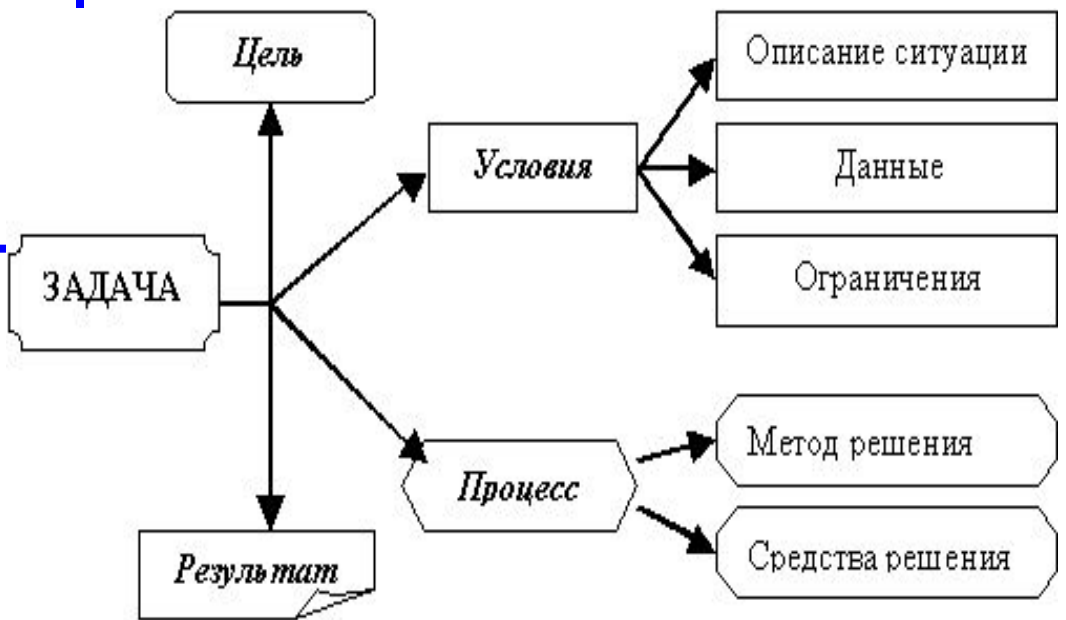 Цель
Описание ситуации
Условия
Данные
ЗАДАЧА
Ограничения
Метод решения
Процесс
Средства решения
Результат